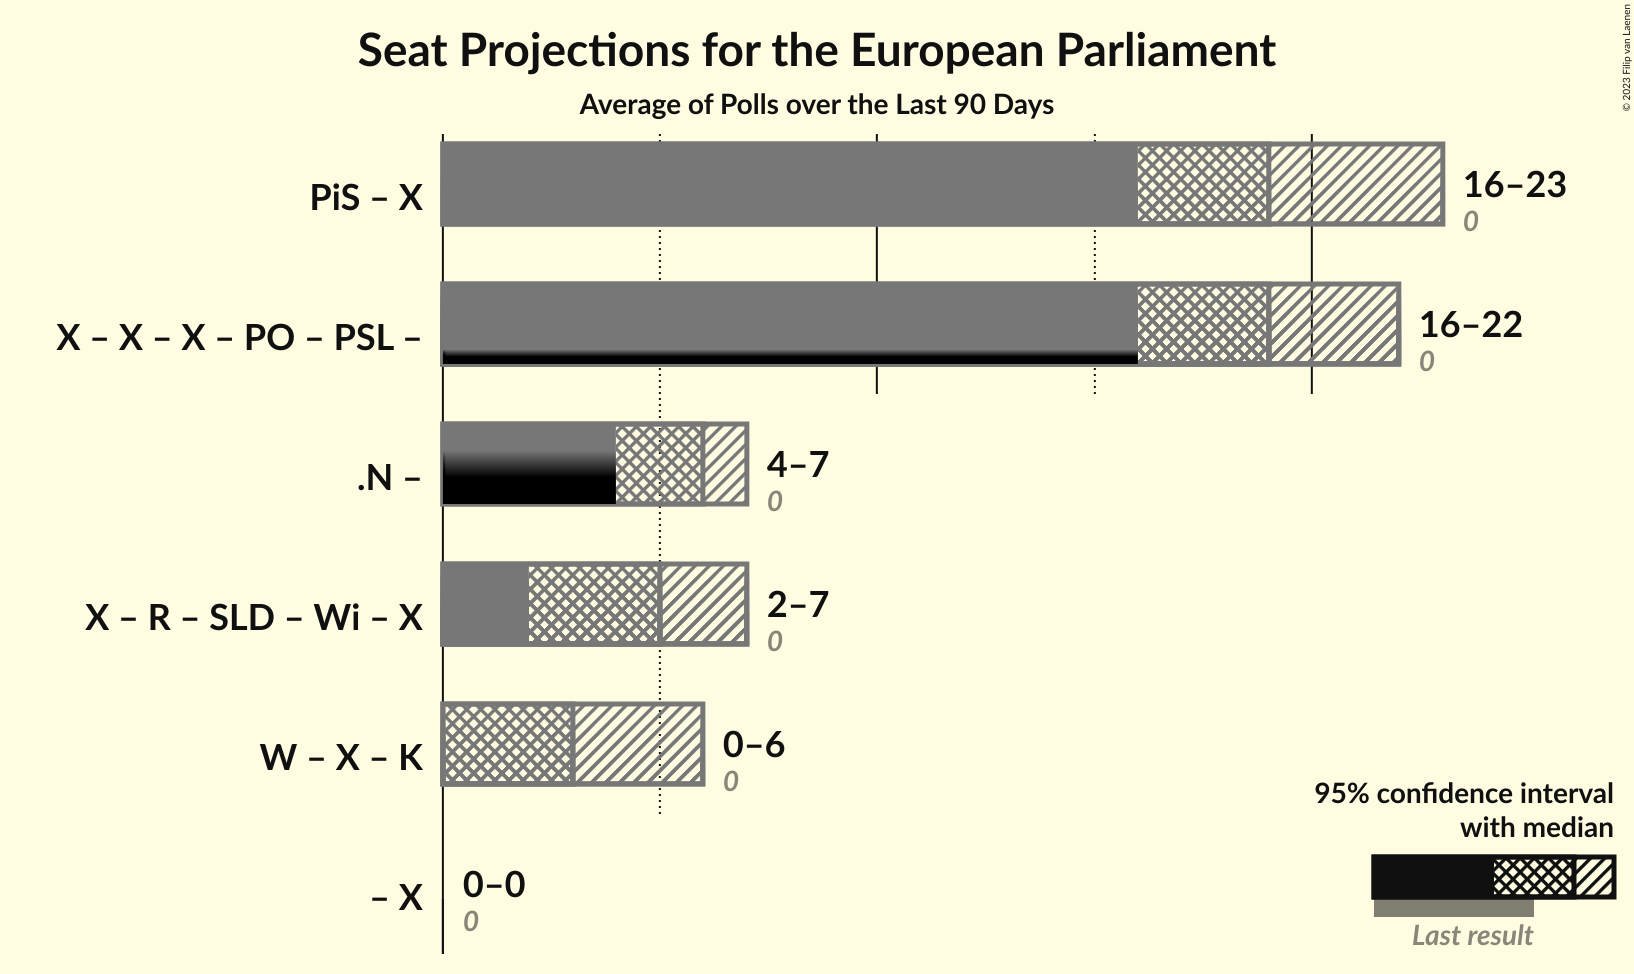 Seat Projections for the European Parliament
Average of Polls over the Last 90 Days
© 2023 Filip van Laenen
PiS – X
16–23
0
X – X – X – PO – PSL –
16–22
0
.N –
4–7
0
X – R – SLD – Wi – X
2–7
0
W – X – K
0–6
0
– X
0–0
0
95% confidence interval
with median
Last result